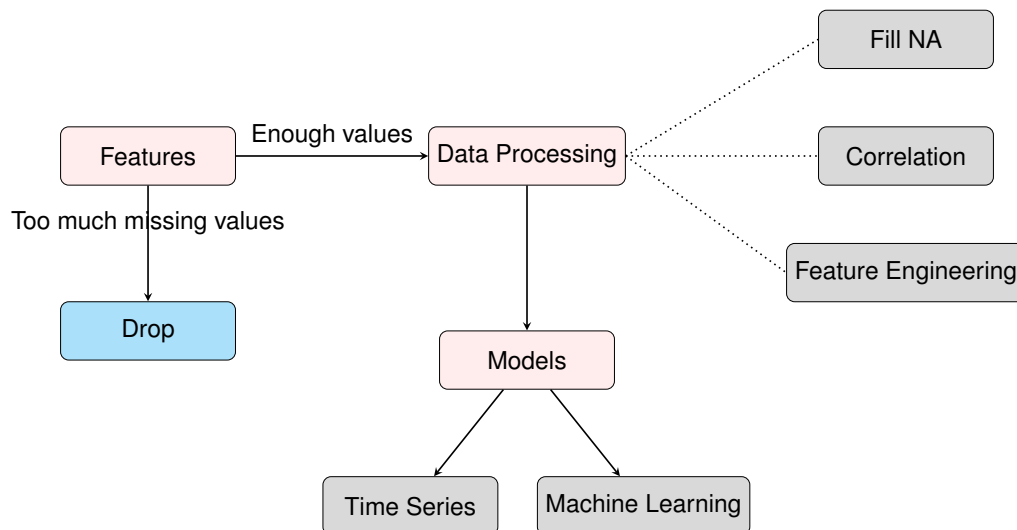 Fill NA
Enough values
Features
Data Processing
Correlation
Too much missing values
Feature Engineering
Drop
Models
Time Series
Machine Learning